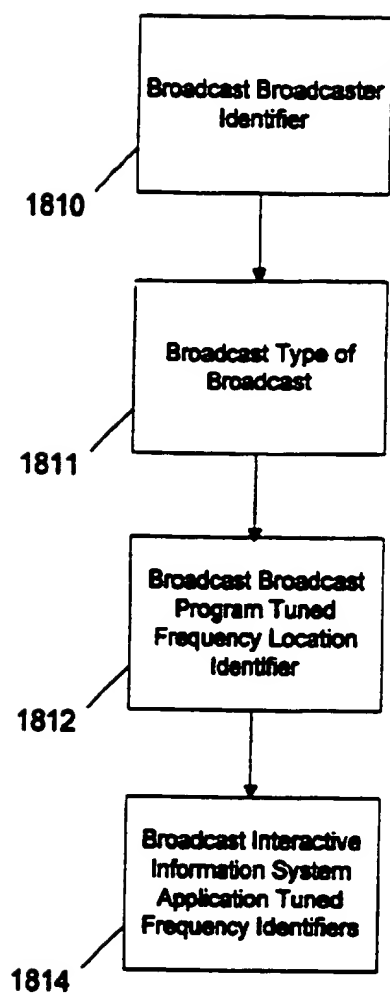 Broadcast Broadcaster
Identifier
1810
Broadcast Type of
Broadcast
1811
Broadcast Broadcast
Program Tuned
Frequency Location
Identifier
1812
Broadcast Interactive
Information System
Application Tuned
Frequency Identifiers
1814